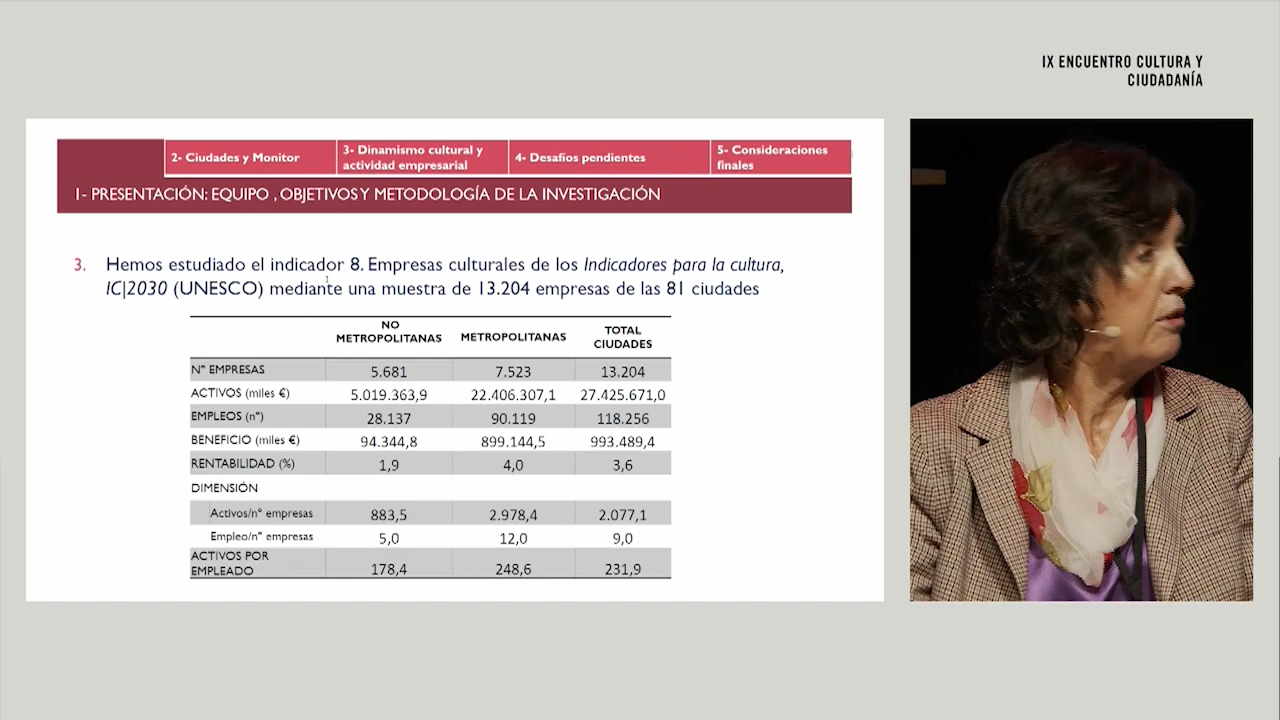 IX ENCUENTRO CULTURA Y
CIUDADANÍA
2- Ciudades y Monitor
3- Dinamismo cultural y
actividad empresarial
4- Desafíos pendientes
5- Consideraciones
finales
1- PRESENTACIÓN: EQUIPO , OBJETIVOS Y METODOLOGÍA DE LA INVESTIGACIÓN
3. Hemos estudiado el indicador 8. Empresas culturales de los Indicadores para la cultura,
IC|2030 (UNESCO) mediante una muestra de 13.204 empresas de las 81 ciudades
NO
METROPOLITANAS
METROPOLITANAS
TOTAL
CIUDADES
Nº EMPRESAS 5.681 7.523 13.204
ACTIVOS (miles €) 5.019.363,9 22.406.307,1 27.425.671,0
EMPLEOS (nº) 28.137 90.119 118.256
BENEFICIO (miles €) 94.344,8 899.144,5 993.489,4
RENTABILIDAD (%) 1,9 4,0 3,6
DIMENSIÓN
Activos/nº empresas 883,5 2.978,4 2.077,1
Empleo/nº empresas 5,0 12,0 9,0
ACTIVOS POR
EMPLEADO 178,4 248,6 231,9